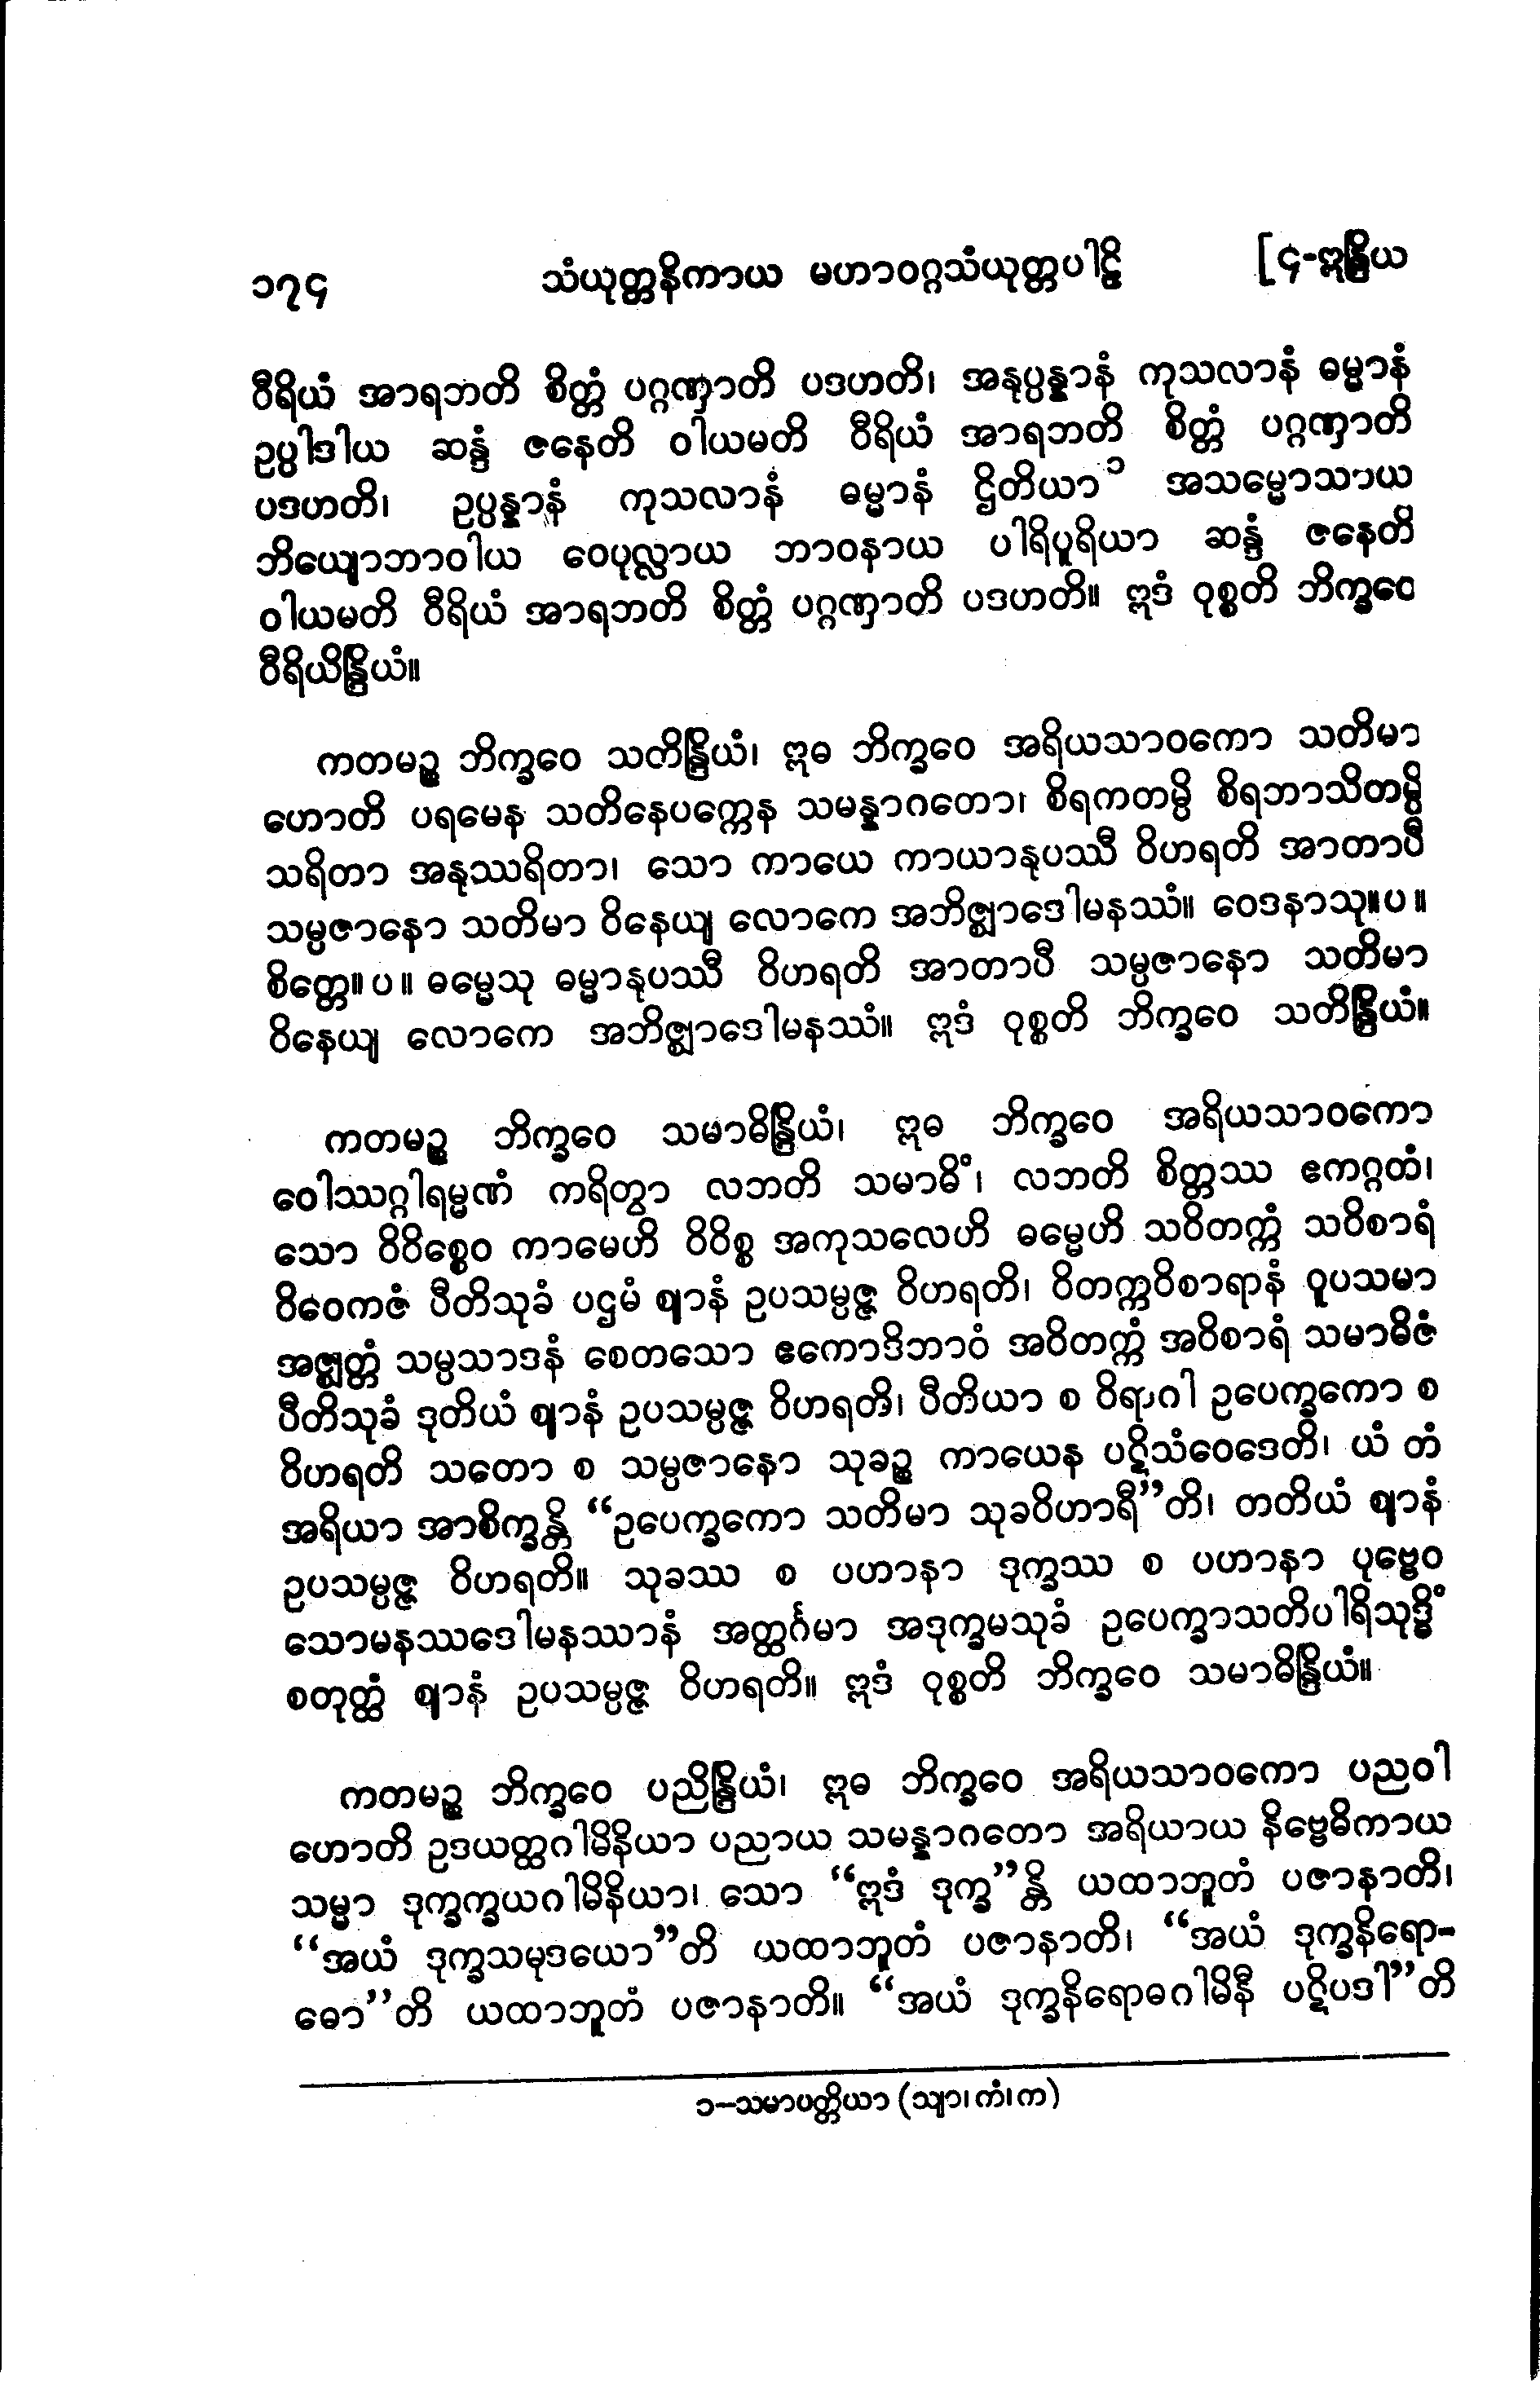 ၁၇၄ သံယုတ္တနိကာယ မဟာဝဂ္ဂသံယုတ္တပါဠိ [၄-ဣန္ဒြိယ
ဝီရိယံ အာရဘတိ စိတ္တံ ပဂ္ဂဏှာတိ ပဒဟတိ၊ အနုပ္ပန္နာနံ ကုသလာနံ ဓမ္မာနံ
ဥပ္ပါဒါယ ဆန္ဒံ ဇနေတိ ဝါယမတိ ဝီရိယံ အာရဘတိ စိတ္တံ ပဂ္ဂဏှာတိ
ပဒဟတိ၊ ဥပ္ပန္နာနံ ကုသလာနံ ဓမ္မာနံ ဌိတိယာ ၁ အသမ္မောသာယ
ဘိယျောဘာဝါယ ဝေပုလ္လာယ ဘာဝနာယ ပါရိပူရိယာ ဆန္ဒံ ဇနေတိ
ဝါယမတိ ဝီရိယံ အာရဘတိ စိတ္တံ ပဂ္ဂဏှာတိ ပဒဟတိ။ ဣဒံ ဝုစ္စတိ ဘိက္ခဝေ
ဝီရိယိန္ဒြိယံ။
ကတမဉ္စ ဘိက္ခဝေ သတိန္ဒြိယံ၊ ဣဓ ဘိက္ခဝေ အရိယသာဝကော သတိမာ
ဟောတိ ပရမေန သတိနေပက္ကေန သမန္နာဂတော၊ စိရကတမ္ပိ စိရဘာသိတမ္ပိ
သရိတာ အနုဿရိတာ၊ သော ကာယေ ကာယာနုပဿီ ဝိဟရတိ အာတာပီ
သမ္ပဇာနော သတိမာ ဝိနေယျ လောကေ အဘိဇ္ဈာဒေါမနဿံ။ ဝေဒနာသု။ပ။
စိတ္တေ။ပ။ ဓမ္မေသု ဓမ္မာနုပဿီ ဝိဟရတိ အာတာပီ သမ္ပဇာနော သတိမာ
ဝိနေယျ လောကေ အဘိဇ္ဈာဒေါမနဿံ။ ဣဒံ ဝုစ္စတိ ဘိက္ခဝေ သတိန္ဒြိယံ။
ကတမဉ္စ ဘိက္ခဝေ သမာဓိန္ဒြိယံ၊ ဣဓ ဘိက္ခဝေ အရိယသာဝကော
ဝေါဿဂ္ဂါရမ္မဏံ ကရိတွာ လဘတိ သမာဓိံ၊ လဘတိ စိတ္တဿ ဧကဂ္ဂတံ၊
သော ဝိဝိစ္စေဝ ကာမေဟိ ဝိဝိစ္စ အကုသလေဟိ ဓမ္မေဟိ သဝိတက္ကံ သဝိစာရံ
ဝိဝေကဇံ ပီတိသုခံ ပဌမံ ဈာနံ ဥပသမ္ပဇ္ဇ ဝိဟရတိ၊ ဝိတက္ကဝိစာရာနံ ဝူပသမာ
အဇ္ဈတ္တံ သမ္ပသာဒနံ စေတသော ဧကောဒိဘာဝံ အဝိတက္ကံ အဝိစာရံ သမာဓိဇံ
ပီတိသုခံ ဒုတိယံ ဈာနံ ဥပသမ္ပဇ္ဇ ဝိဟရတိ၊ ပီတိယာ စ ဝိရာဂါ ဥပေက္ခကော စ
ဝိဟရတိ သတော စ သမ္ပဇာနော သုခဉ္စ ကာယေန ပဋိသံဝေဒေတိ၊ ယံ တံ
အရိယာ အာစိက္ခန္တိ “ဥပေက္ခကော သတိမာ သုခဝိဟာရီ”တိ၊ တတိယံ ဈာနံ
ဥပသမ္ပဇ္ဇ ဝိဟရတိ။ သုခဿ စ ပဟာနာ ဒုက္ခဿ စ ပဟာနာ ပုဗ္ဗေဝ
သောမနဿဒေါမနဿာနံ အတ္ထင်္ဂမာ အဒုက္ခမသုခံ ဥပေက္ခာသတိပါရိသုဒ္ဓိံ
စတုတ္ထံ ဈာနံ ဥပသမ္ပဇ္ဇ ဝိဟရတိ။ ဣဒံ ဝုစ္စတိ ဘိက္ခဝေ သမာဓိန္ဒြိယံ။
ကတမဉ္စ ဘိက္ခဝေ ပညိန္ဒြိယံ၊ ဣဓ ဘိက္ခဝေ အရိယသာဝကော ပညဝါ
ဟောတိ ဥဒယတ္ထဂါမိနိယာ ပညာယ သမန္နာဂတော အရိယာယ နိဗ္ဗေဓိကာယ
သမ္မာ ဒုက္ခက္ခယဂါမိနိယာ၊ သော “ဣဒံ ဒုက္ခ”န္တိ ယထာဘူတံ ပဇာနာတိ၊
“အယံ ဒုက္ခသမုဒယော”တိ ယထာဘူတံ ပဇာနာတိ၊ “အယံ ဒုက္ခနိရော-
ဓော”တိ ယထာဘူတံ ပဇာနာတိ။ “အယံ ဒုက္ခနိရောဓဂါမိနီ ပဋိပဒါ”တိ
၁-သမာပတ္တိယာ (သျာ၊ကံ၊က)